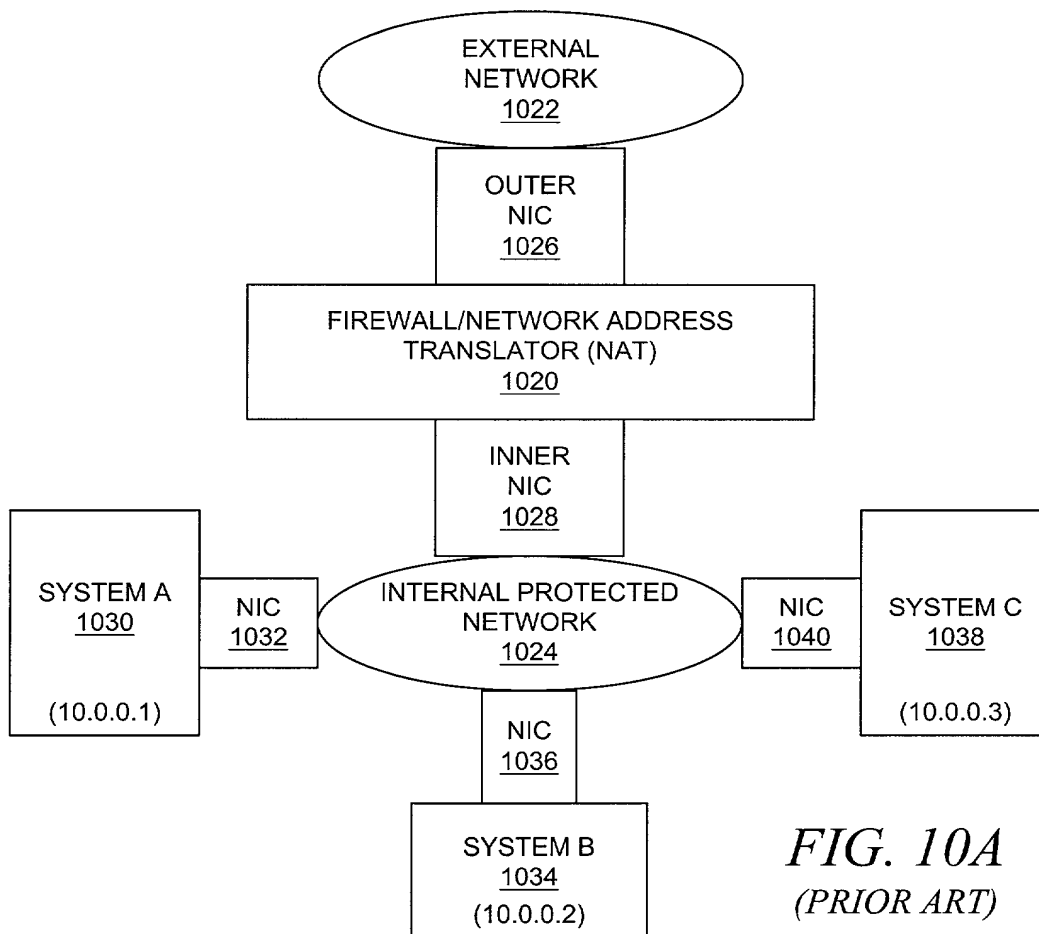 EXTERNAL
NETWORK
1022
OUTER
NIC
1026
FIREWALL/NETWORK ADDRESS
TRANSLATOR (NAT)
1020
INNER
NIC
1028
SYSTEM A
1030
(10.0.0.1)
NIC
1032
INTERNAL PROTECTED
NETWORK
1024
NIC
1040
SYSTEM C
1038
(10.0.0.3)
NIC
1036
SYSTEM B
1034
(10.0.0.2)
FIG. 10A
(PRIOR ART)